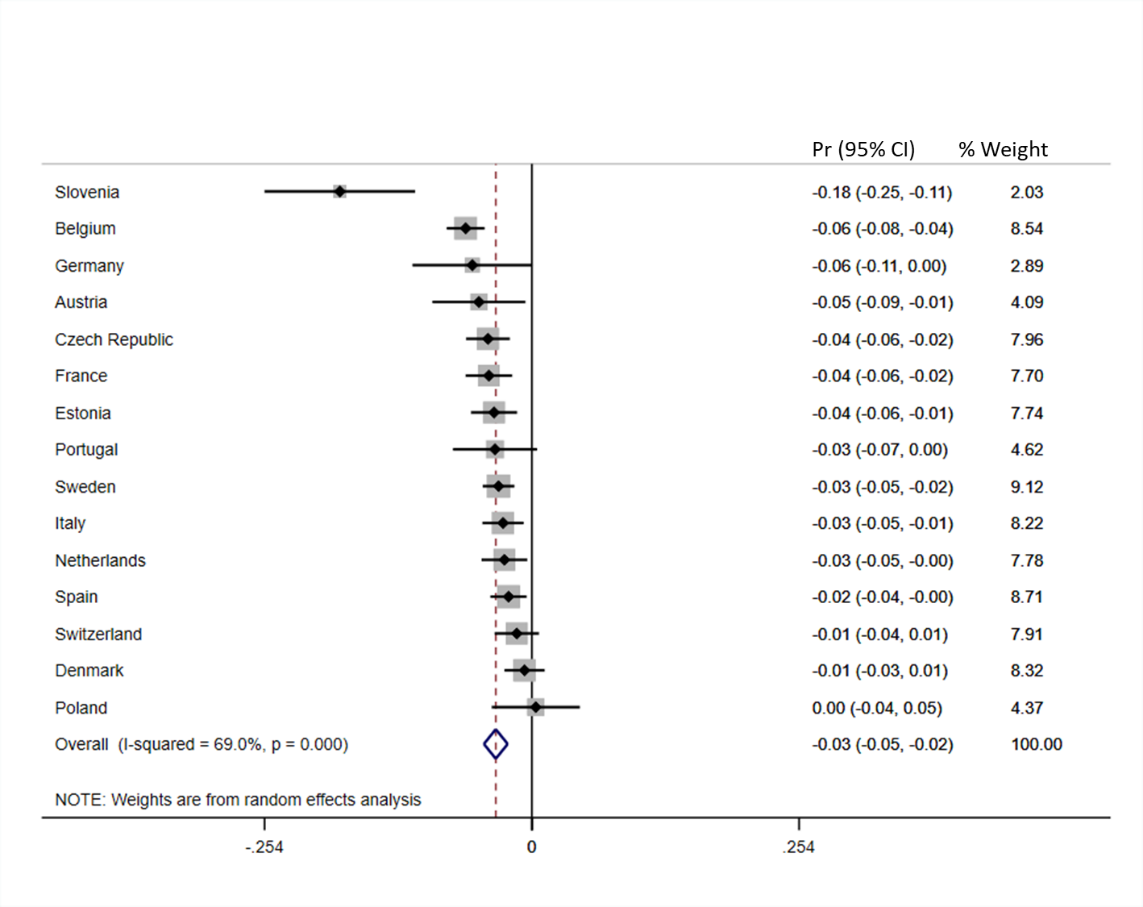 Pr (95% CI) % Weight
Slovenia -0.18 (-0.25, -0.11) 2.03
Belgium -0.06 (-0.08, -0.04) 8.54
Germany -0.06 (-0.11, 0.00) 2.89
Austria -0.05 (-0.09, -0.01) 4.09
Czech Republic -0.04 (-0.06, -0.02) 7.96
France -0.04 (-0.06, -0.02) 7.70
Estonia -0.04 (-0.06, -0.01) 7.74
Portugal -0.03 (-0.07, 0.00) 4.62
Sweden -0.03 (-0.05, -0.02) 9.12
Italy -0.03 (-0.05, -0.01) 8.22
Netherlands -0.03 (-0.05, -0.00) 7.78
Spain -0.02 (-0.04, -0.00) 8.71
Switzerland -0.01 (-0.04, 0.01) 7.91
Denmark -0.01 (-0.03, 0.01) 8.32
Poland 0.00 (-0.04, 0.05) 4.37
Overall (I-squared = 69.0%, p = 0.000) -0.03 (-0.05, -0.02) 100.00
NOTE: Weights are from random effects analysis
-.254 0 .254